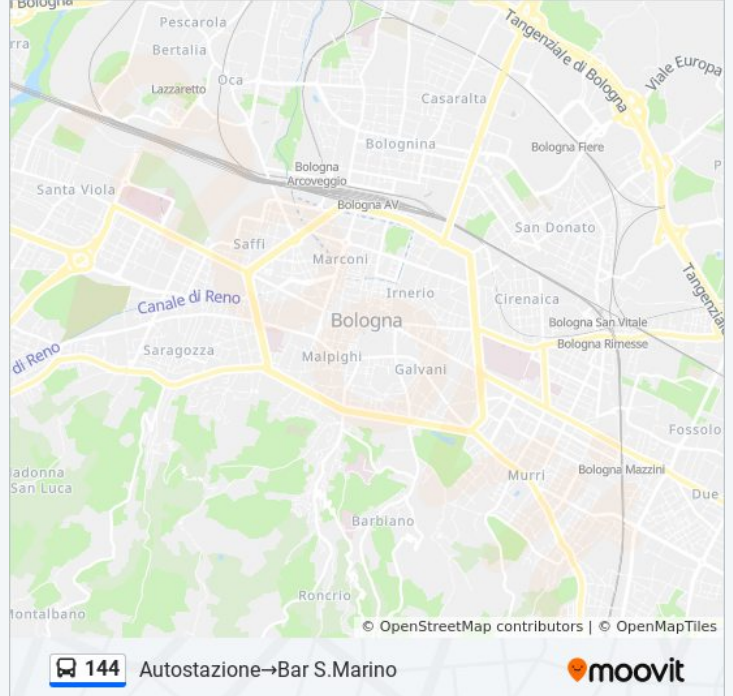 i Bologna
Pescarola
Tangenziale di Bologna
rra
Bertalia
Viale Europa
Oca
Lazzaretto
Casaralta
Bolognina
Bologna Fiere
Bologna
Arcoveggio
P
Santa Viola
Bologna AV
San Donato
Saffi
Marconi
Tangenziale
Canale di Reno
Irnerio
Cirenaica
Bologna
Bologna San Vitale
di Reno
Saragozza
Malpighi
Bologna Rimesse
Galvani
Fossolo
adonna
San Luca
Murri
Bologna Mazzini
Due
Barbiano
Roncrio
Montalbano
© OpenStreetMap contributors | © OpenMapTiles
144 Autostazione→Bar S.Marino
moovit